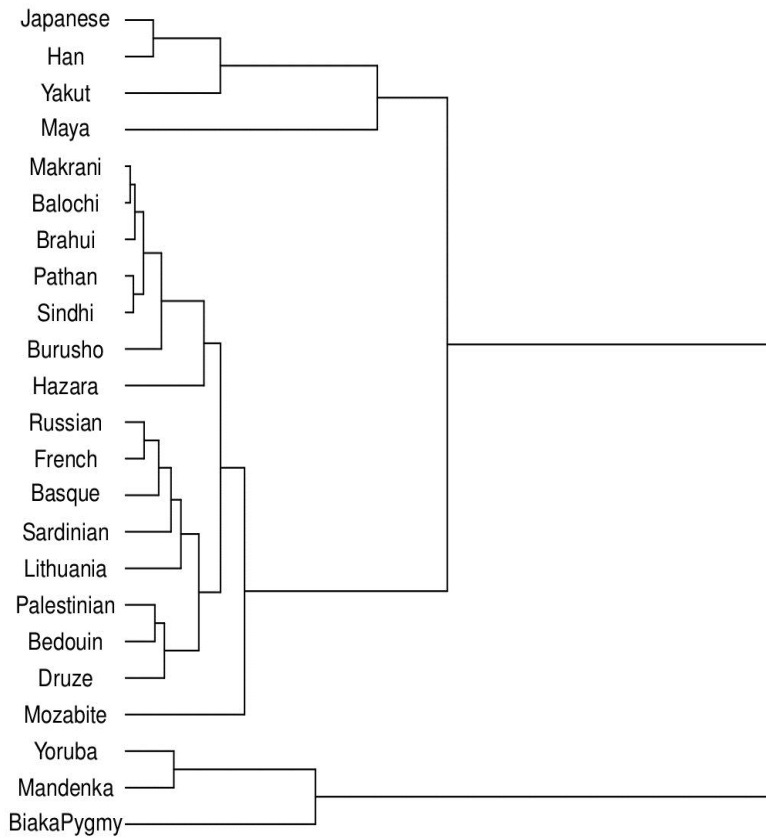 Japanese
Han
Yakut
Maya
Makrani
Balochi
Brahui
Pathan
Sindhi
Burusho
Hazara
Russian
French
Basque
Sardinian
Lithuania
Palestinian
Bedouin
Druze
Mozabite
Yoruba
Mandenka
BiakaPygmy